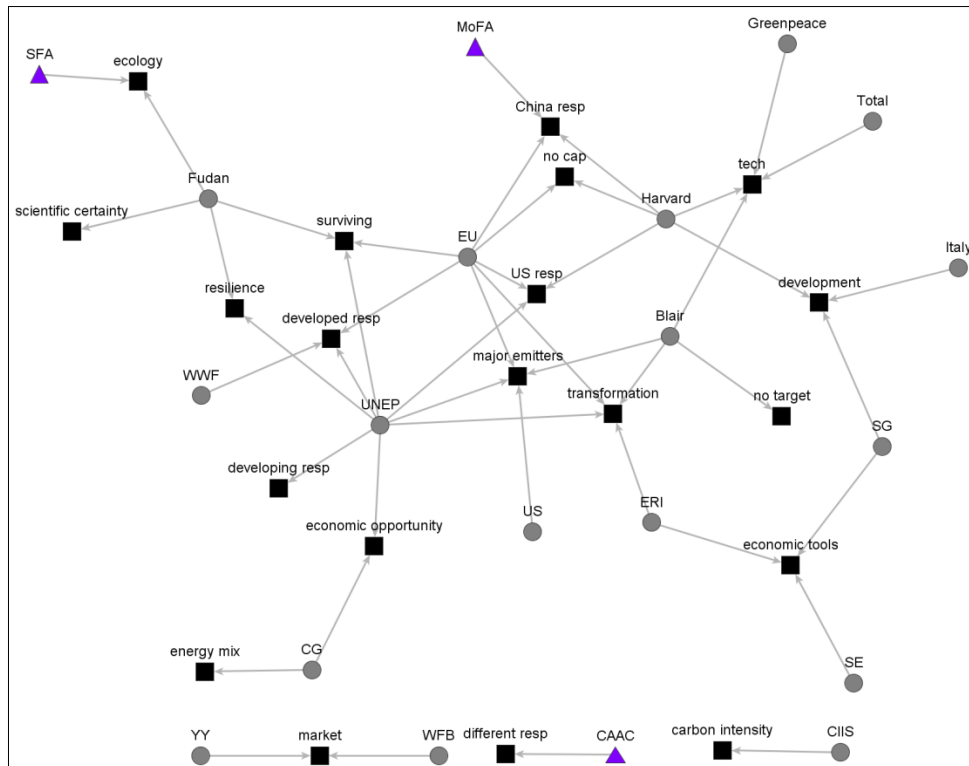 MoFA
Greenpeace
SFA
ecology
China resp
Total
no cap
tech
Fudan
Harvard
scientific certainty
surviving
EU
Italy
resilience
US resp
development
developed resp
Blair
WWF
major emitters
UNEP
transformation
no target
SG
developing resp
US
ERI
economic opportunity
economic tools
energy mix
CG
SE
YY
market
WFB
different resp
CAAC
carbon intensity
CIIS